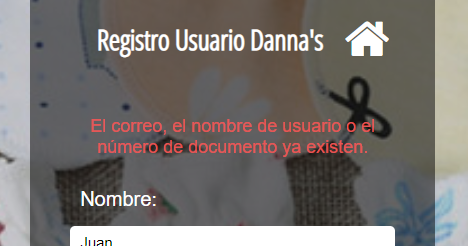 Registro Usuario Danna's
El correo, el nombre de usuario o el
número de documento ya existen.
Nombre:
Juan